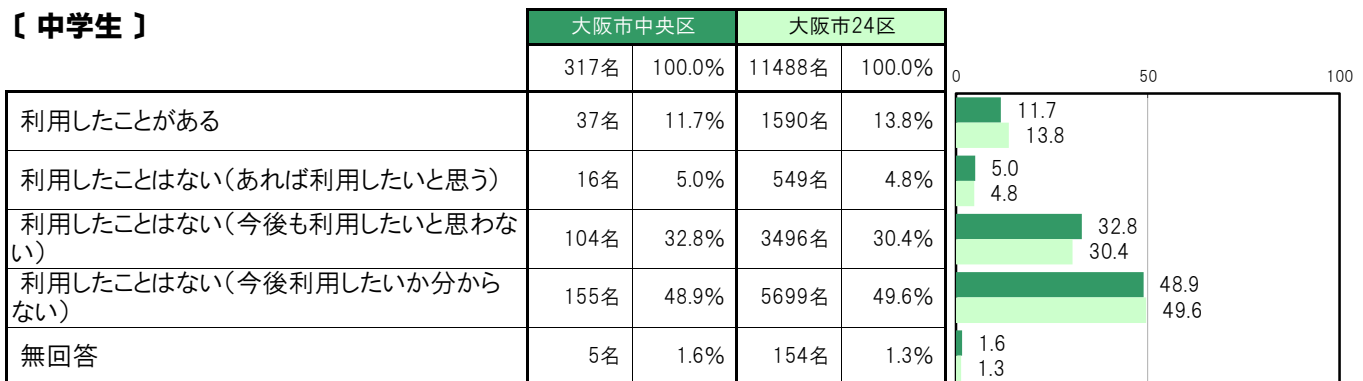 〔 中学生 〕
大阪市中央区 大阪市24区
317名 100.0% 11488名 100.0%
0 50 100
利用したことがある 37名 11.7% 1590名 13.8%
11.7
13.8
利用したことはない（あれば利用したいと思う） 16名 5.0% 549名 4.8%
5.0
4.8
利用したことはない（今後も利用したいと思わな
い） 104名 32.8% 3496名 30.4%
32.8
30.4
利用したことはない（今後利用したいか分から
ない） 155名 48.9% 5699名 49.6%
48.9
49.6
無回答 5名 1.6% 154名 1.3%
1.6
1.3